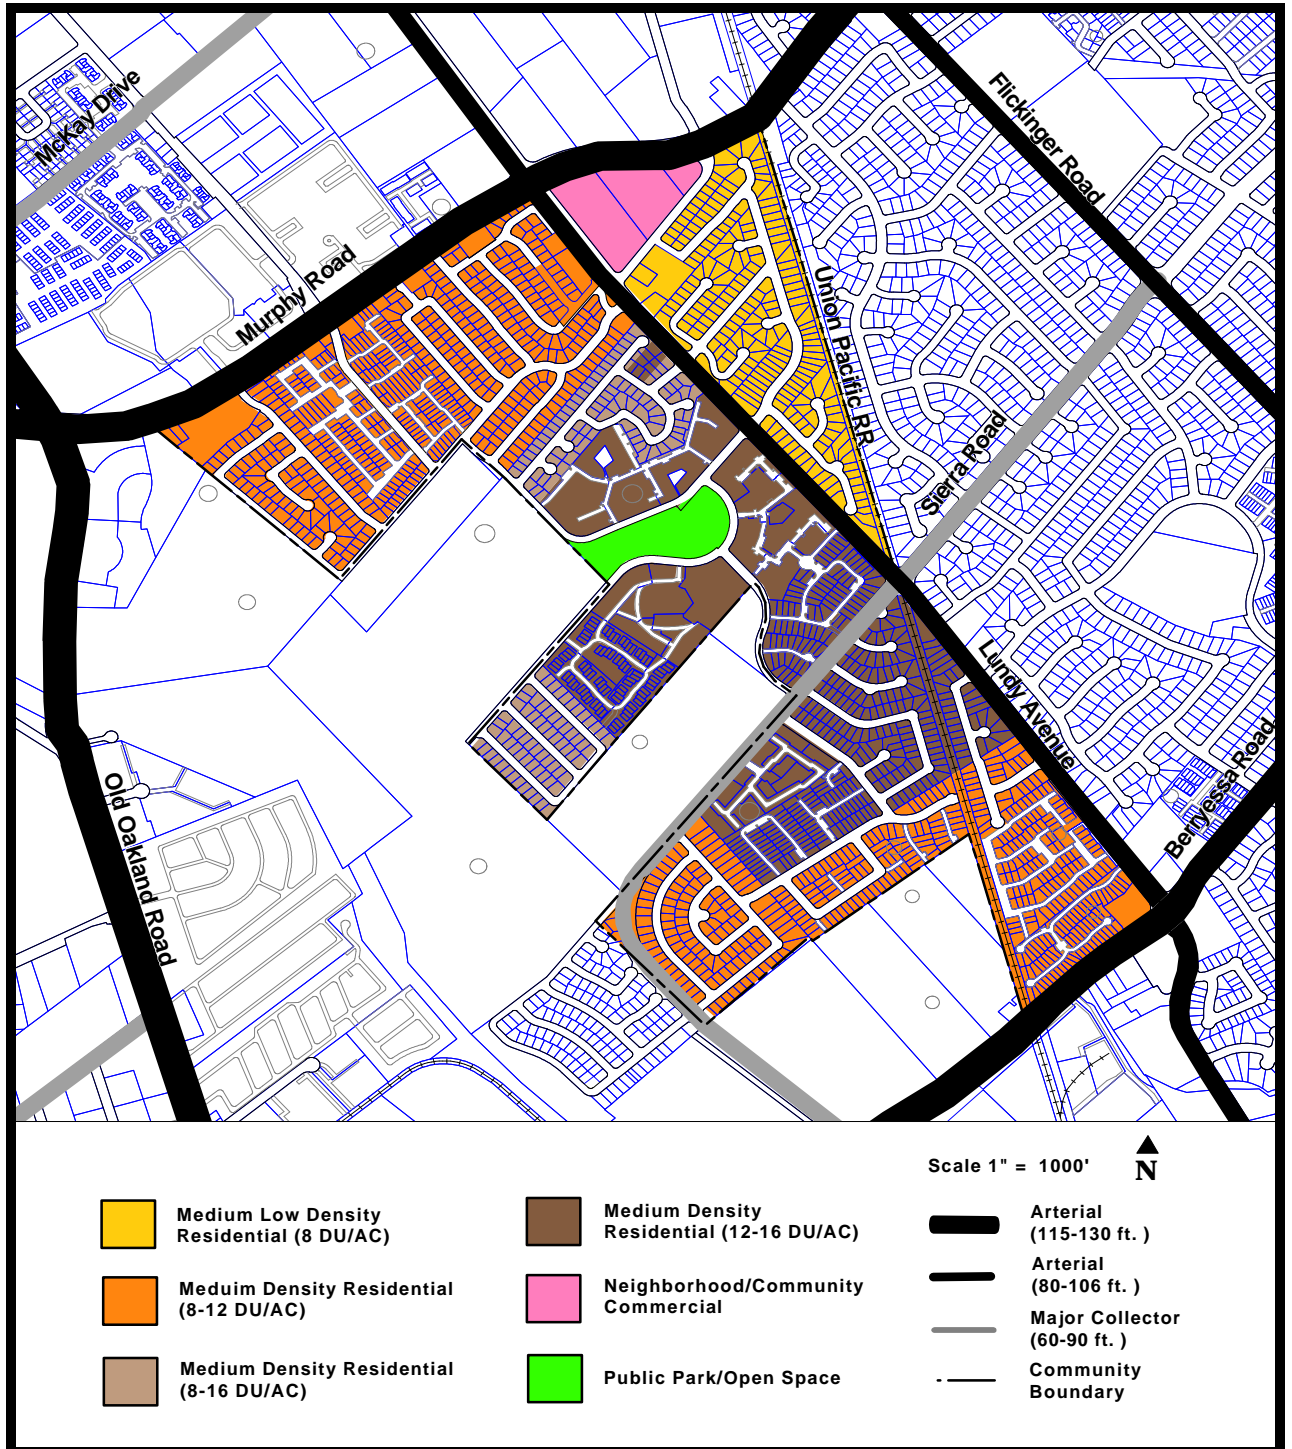 McKay Drive
Flickinger Road
Murphy Road
Union Pacific RR
Sierra Road
Lundy Avenue
Berryessa Road
Old Oakland Road
Scale 1" = 1000'
N
Medium Low Density
Residential (8 DU/AC)
Meduim Density Residential
(8-12 DU/AC)
Medium Density Residential
(8-16 DU/AC)
Medium Density
Residential (12-16 DU/AC)
Neighborhood/Community
Commercial
Public Park/Open Space
Arterial
(115-130 ft. )
Arterial
(80-106 ft. )
Major Collector
(60-90 ft. )
Community
Boundary